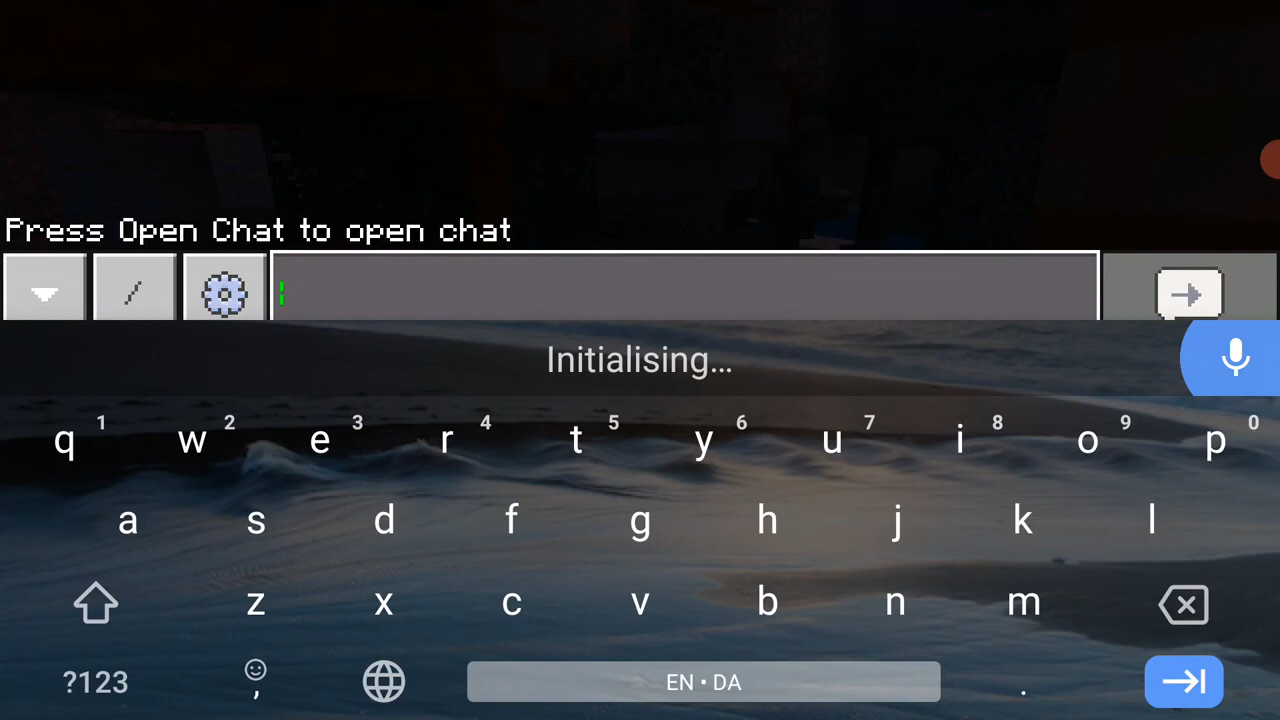 Press Open Chat to open chat
/
Initialising…
q 1 w 2 e 3 r 4 t 5 y 6 u 7 i 8 o 9 p 0
a s d f g h j k l
z x c v b n m
?123 , EN • DA .